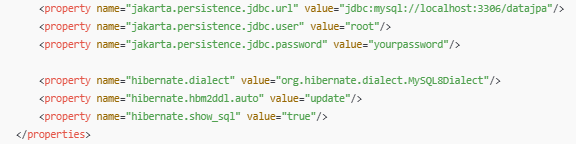 <property name="jakarta.persistence.jdbc.url" value="jdbc:mysql://localhost:3306/datajpa"/>
<property name="jakarta.persistence.jdbc.user" value="root"/>
<property name="jakarta.persistence.jdbc.password" value="yourpassword"/>
<property name="hibernate.dialect" value="org.hibernate.dialect.MySQL8Dialect"/>
<property name="hibernate.hbm2ddl.auto" value="update"/>
<property name="hibernate.show_sql" value="true"/>
</properties>